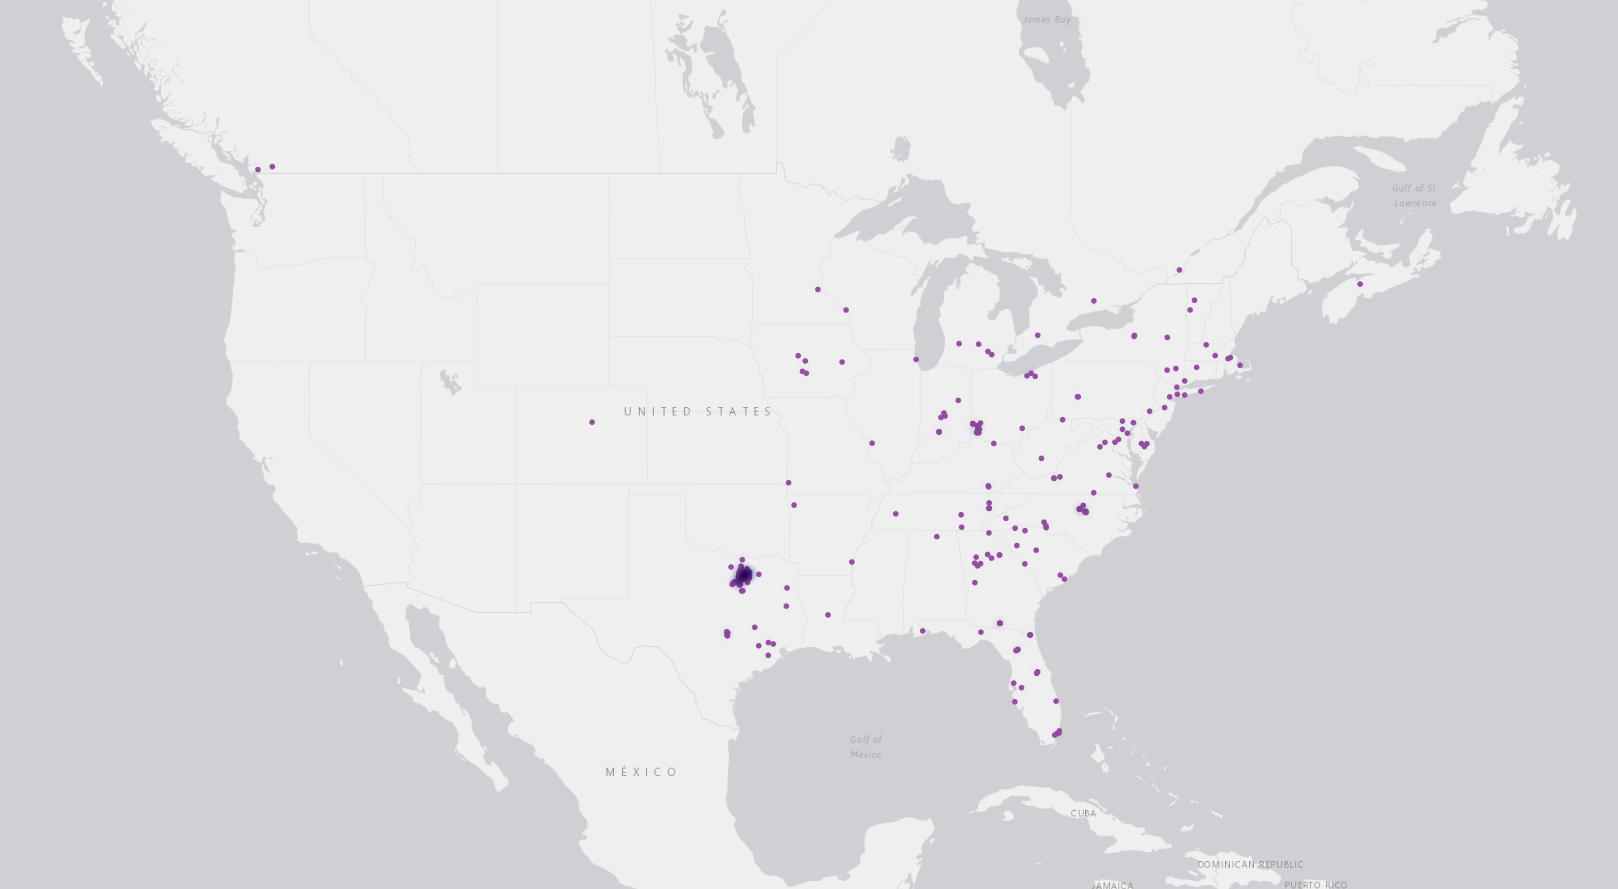 James Bay
Gulf of St
Lawrence
UNITED STATES
Gulf of
Mexico
MÉXICO
CUBA
DOMINICAN REPUBLIC
JAMAICA
PUERTO RICO